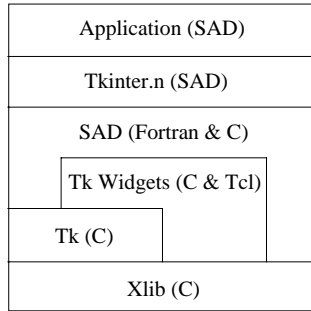 Application (SAD)
Tkinter.n (SAD)
SAD (Fortran & C)
Tk Widgets (C & Tcl)
Tk (C)
Xlib (C)